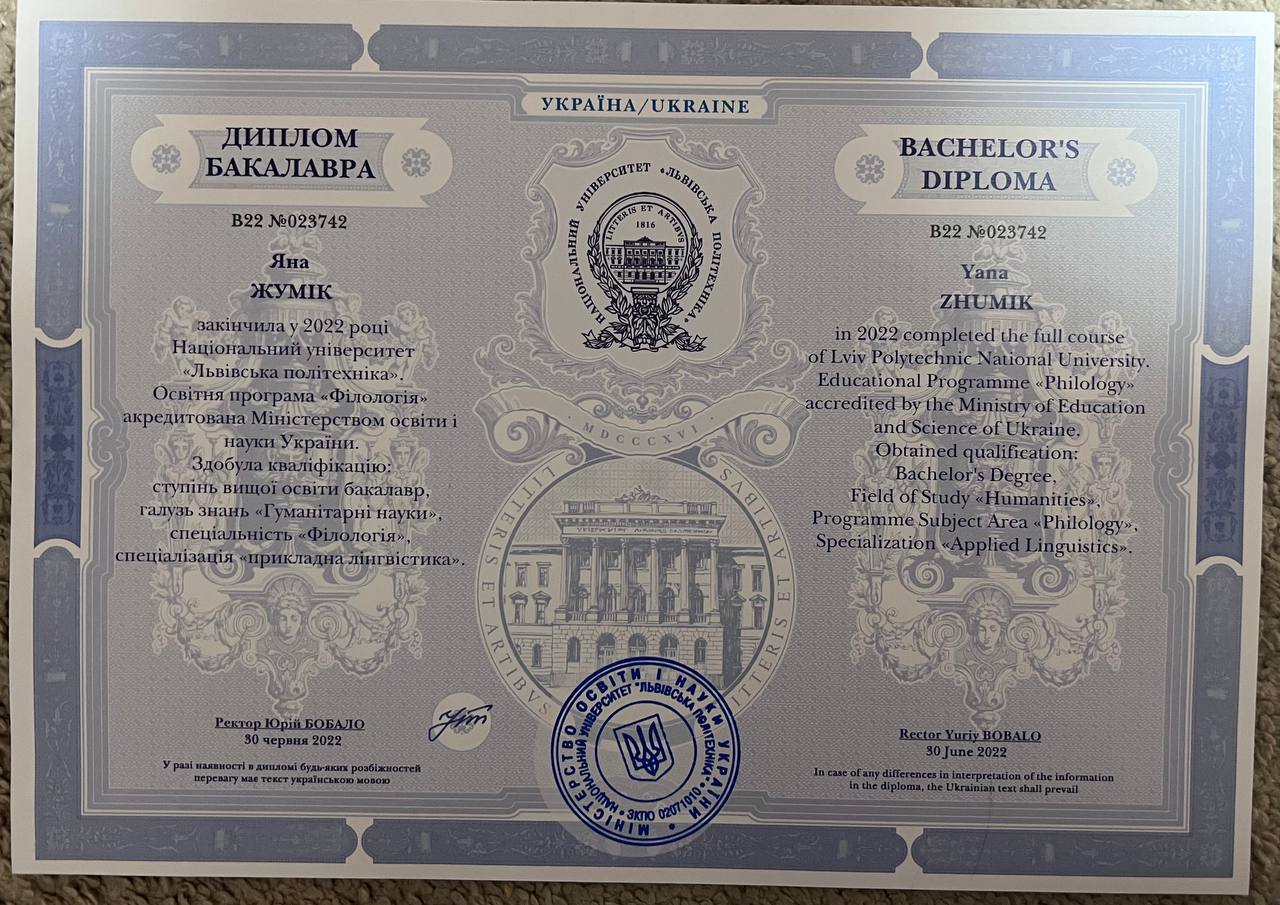 УКРАЇНА/UKRAINE
ДИПЛОМ
БАКАЛАВРА
B22 №023742
Яна
ЖУМІК
закінчила у 2022 році
Національний університет
«Львівська політехніка».
Освітня програма «Філологія»
акредитована Міністерством освіти і
науки України.
Здобула кваліфікацію:
ступінь вищої освіти бакалавр,
галузь знань «Гуманітарні науки»,
спеціальність «Філологія»,
спеціалізація «прикладна лінгвістика».
Ректор Юрій БОБАЛО
30 червня 2022
У разі наявності в дипломі будь-яких розбіжностей
перевагу має текст українською мовою
НАЦІОНАЛЬНИЙ УНІВЕРСИТЕТ «ЛЬВІВСЬКА ПОЛІТЕХНІКА»
LITTERIS ET ARTIBVS
1816
MDCCCXVI
LITTERIS ET ARTIBVS
LITTERIS ET ARTIBVS
МІНІСТЕРСТВО ОСВІТИ І НАУКИ УКРАЇНИ
НАЦІОНАЛЬНИЙ УНІВЕРСИТЕТ "ЛЬВІВСЬКА ПОЛІТЕХНІКА"
ЗКПО 02071010
BACHELOR'S
DIPLOMA
B22 №023742
Yana
ZHUMIK
in 2022 completed the full course
of Lviv Polytechnic National University.
Educational Programme «Philology»
accredited by the Ministry of Education
and Science of Ukraine.
Obtained qualification:
Bachelor's Degree,
Field of Study «Humanities»,
Programme Subject Area «Philology»,
Specialization «Applied Linguistics».
Rector Yuriy BOBALO
30 June 2022
In case of any differences in interpretation of the information
in the diploma, the Ukrainian text shall prevail